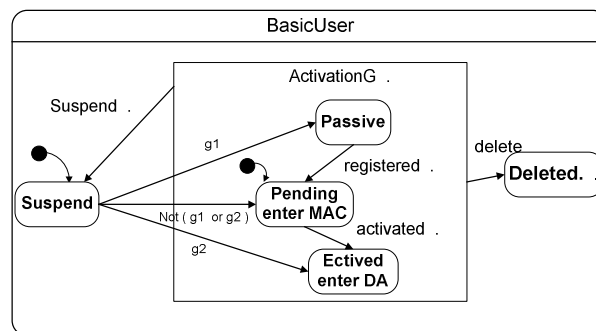 BasicUser
ActivationG .
Suspend .
Passive
g1
delete
registered .
Deleted. .
Suspend
Pending
enter MAC
Not ( g1 or g2 )
activated .
g2
Ectived
enter DA